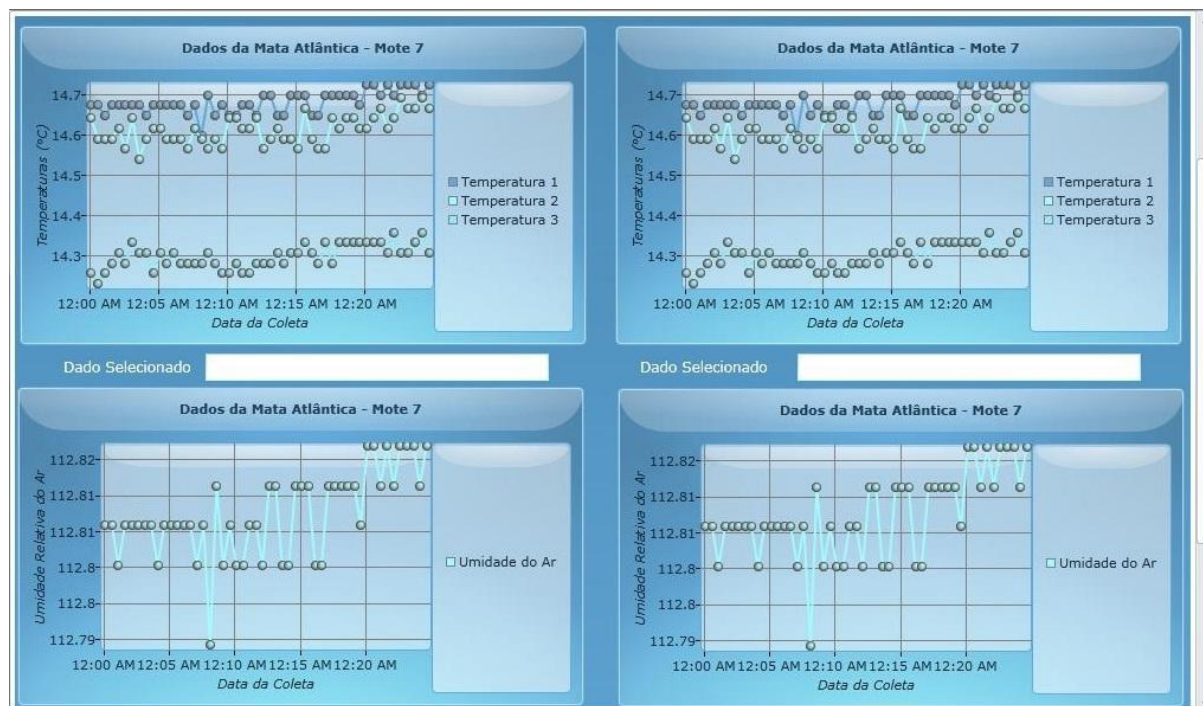 Dados da Mata Atlântica - Mote 7
Temperaturas (°C)
14.7
14.6
14.5
14.4
14.3
12:00 AM 12:05 AM 12:10 AM 12:15 AM 12:20 AM
Data da Coleta
Temperatura 1
Temperatura 2
Temperatura 3
Dados da Mata Atlântica - Mote 7
Temperaturas (°C)
14.7
14.6
14.5
14.4
14.3
12:00 AM 12:05 AM 12:10 AM 12:15 AM 12:20 AM
Data da Coleta
Temperatura 1
Temperatura 2
Temperatura 3
Dado Selecionado
Dado Selecionado
Dados da Mata Atlântica - Mote 7
Umidade Relativa do Ar
112.82
112.81
112.81
112.8
112.8
112.79
12:00 AM 12:05 AM 12:10 AM 12:15 AM 12:20 AM
Data da Coleta
Umidade do Ar
Dados da Mata Atlântica - Mote 7
Umidade Relativa do Ar
112.82
112.81
112.81
112.8
112.8
112.79
12:00 AM 12:05 AM 12:10 AM 12:15 AM 12:20 AM
Data da Coleta
Umidade do Ar